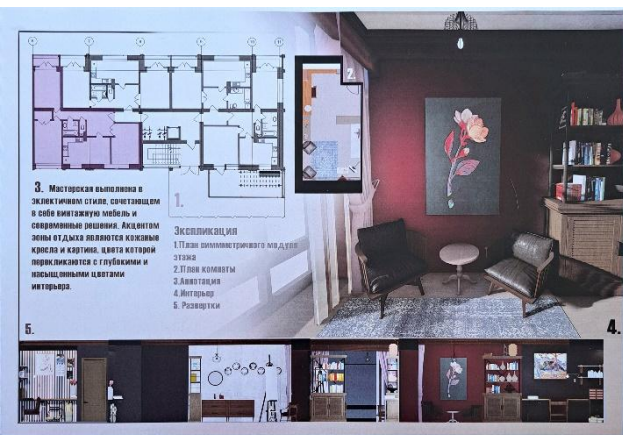 2.
3. Мастерская выполнена в
эклектичном стиле, сочетающем
в себе винтажную мебель и
современные решения. Акцентом
зоны отдыха являются кожаные
кресла и картина, цвета которой
перекликаются с глубокими и
насыщенными цветами
интерьера.
1.
Экспликация
1.План симмметричного модуля
этажа
2.План комнаты
3.Аннотация
4.Интерьер
5. Развертки
4.
5.